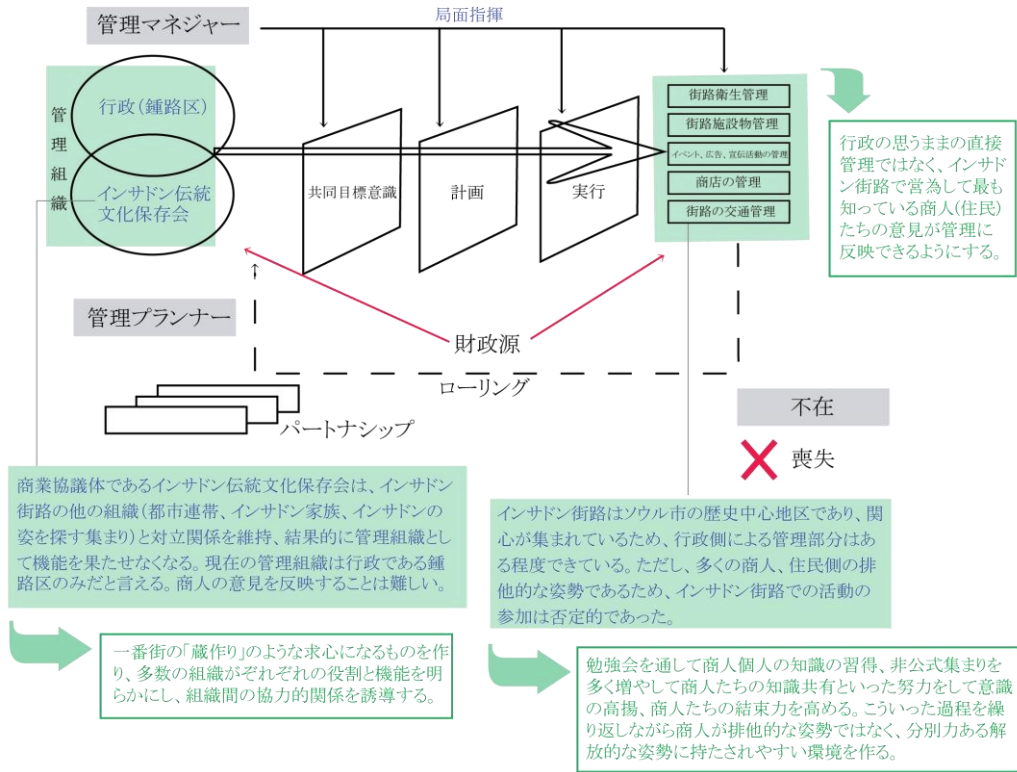 局面指揮
管理マネジャー
管理組織
行政(鍾路区)
インサドン伝統
文化保存会
共同目標意識
計画
実行
街路衛生管理
街路施設物管理
イベント、広告、宣伝活動の管理
商店の管理
街路の交通管理
行政の思うままの直接
管理ではなく、インサド
ン街路で営為して最も
知っている商人(住民)
たちの意見が管理に
反映できるようにする。
管理プランナー
財政源
ローリング
パートナシップ
不在
喪失
商業協議体であるインサドン伝統文化保存会は、インサドン
街路の他の組織(都市連帯、インサドン家族、インサドンの
姿を探す集まり)と対立関係を維持、結果的に管理組織とし
て機能を果たせなくなる。現在の管理組織は行政である鍾
路区のみだと言える。商人の意見を反映することは難しい。
インサドン街路はソウル市の歴史中心地区であり、関
心が集まれているため、行政側による管理部分はあ
る程度できている。ただし、多くの商人、住民側の排
他的な姿勢であるため、インサドン街路での活動の
参加は否定的であった。
一番街の「蔵作り」のような求心になるものを作
り、多数の組織がぞれぞれの役割と機能を明
らかにし、組織間の協力的関係を誘導する。
勉強会を通して商人個人の知識の習得、非公式集まりを
多く増やして商人たちの知識共有といった努力をして意識
の高揚、商人たちの結束力を高める。こういった過程を繰
り返しながら商人が排他的な姿勢ではなく、分別力ある解
放的な姿勢に持たされやすい環境を作る。